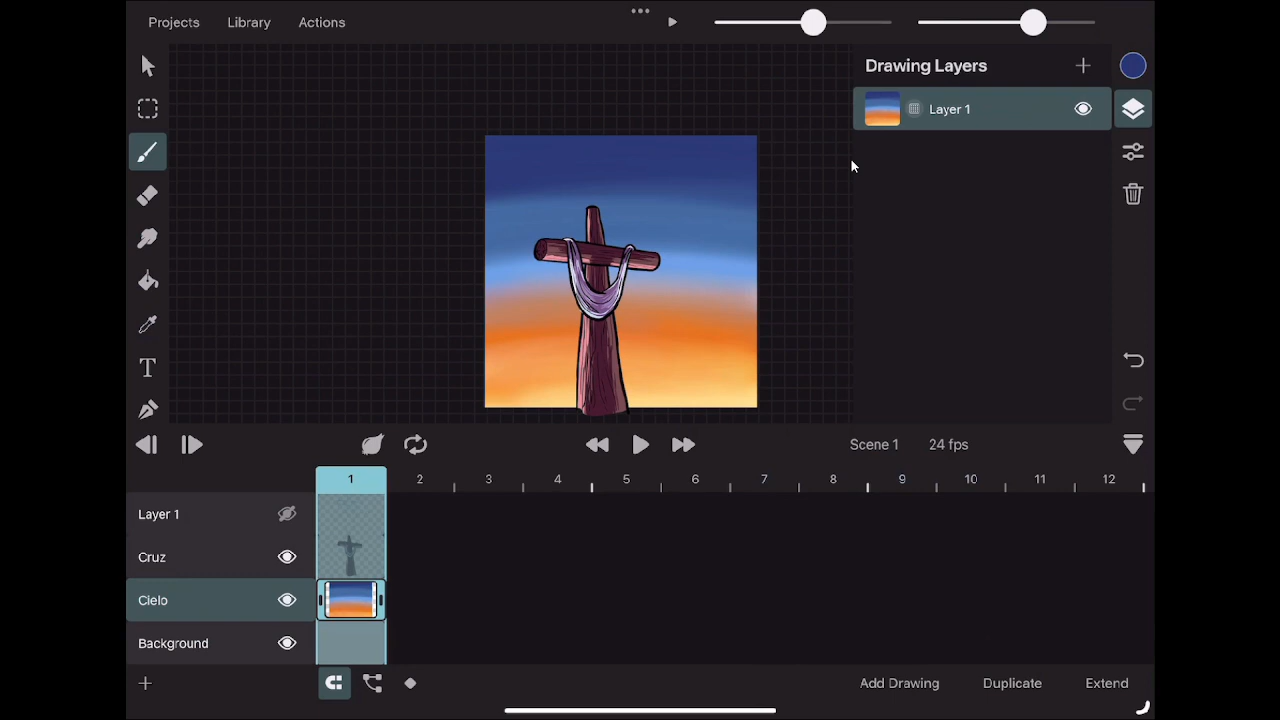 Projects Library Actions
Drawing Layers
Layer 1
T
Scene 1 24 fps
1 2 3 4 5 6 7 8 9 10 11 12
Layer 1
Cruz
Cielo
Background
Add Drawing Duplicate Extend